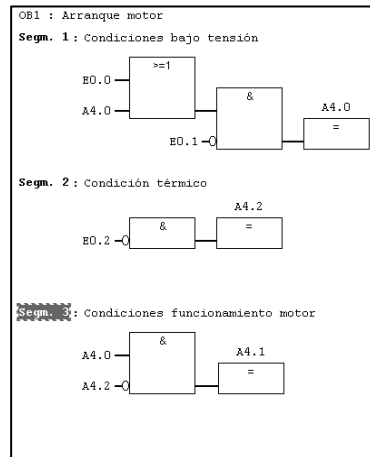 OB1 : Arranque motor
Segm. 1 : Condiciones bajo tensión
>=1
E0.0
A4.0
&
A4.0
E0.1
=
Segm. 2 : Condición térmico
A4.2
&
=
E0.2
Segm. 3 : Condiciones funcionamiento motor
&
A4.0
A4.1
A4.2
=